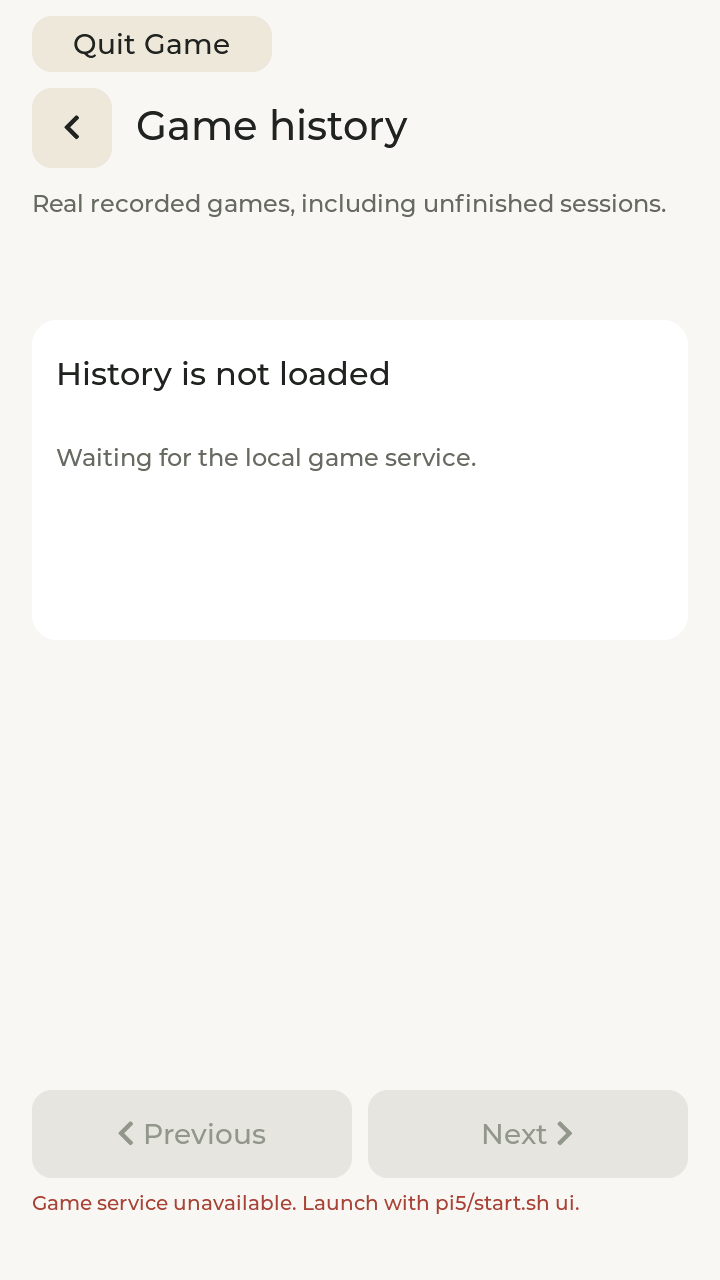 Quit Game
Game history
Real recorded games, including unfinished sessions.
History is not loaded
Waiting for the local game service.
Previous
Next
Game service unavailable. Launch with pi5/start.sh ui.